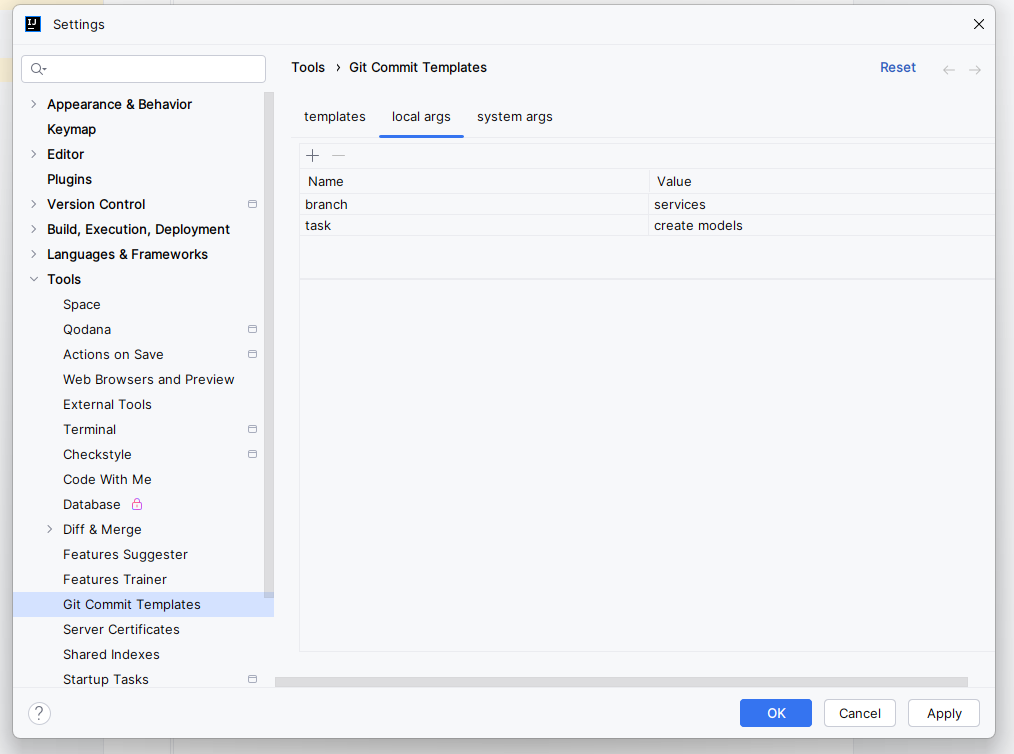 Settings
Tools › Git Commit Templates
Reset
Appearance & Behavior
Keymap
Editor
Plugins
Version Control
Build, Execution, Deployment
Languages & Frameworks
Tools
Space
Qodana
Actions on Save
Web Browsers and Preview
External Tools
Terminal
Checkstyle
Code With Me
Database
Diff & Merge
Features Suggester
Features Trainer
Git Commit Templates
Server Certificates
Shared Indexes
Startup Tasks
templates local args system args
Name Value
branch services
task create models
?
OK Cancel Apply